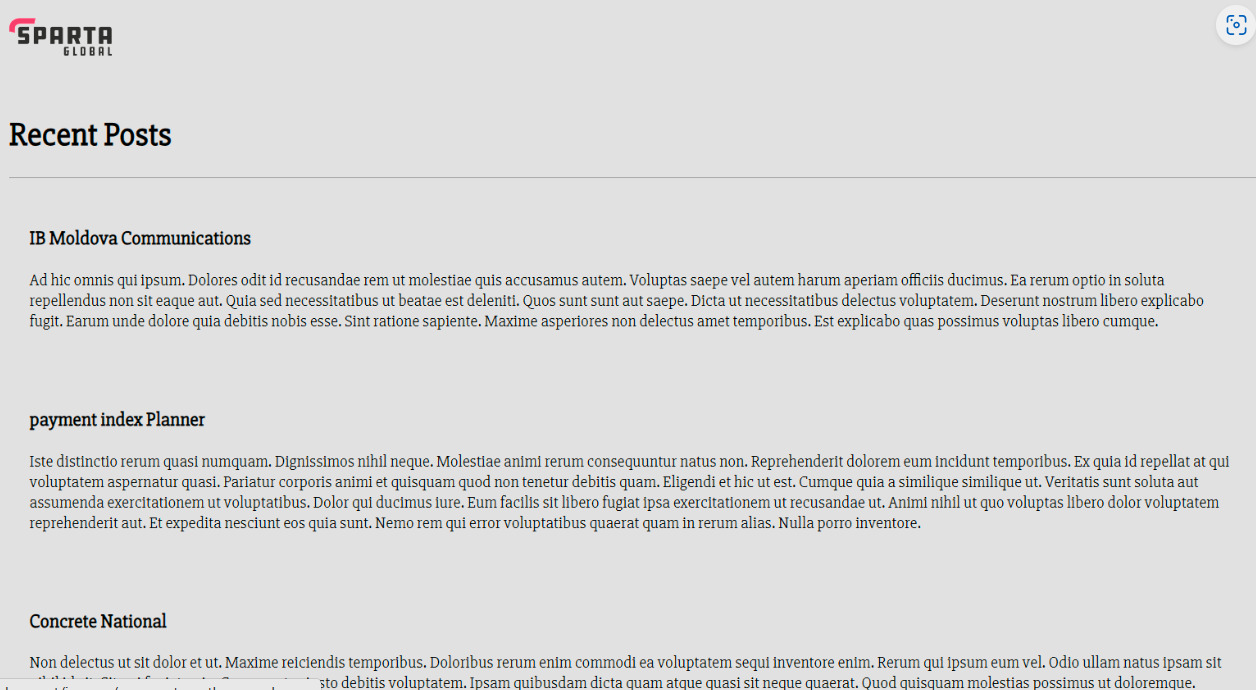 SPARTA
GLOBAL
Recent Posts
IB Moldova Communications
Ad hic omnis qui ipsum. Dolores odit id recusandae rem ut molestiae quis accusamus autem. Voluptas saepe vel autem harum aperiam officiis ducimus. Ea rerum optio in soluta
repellendus non sit eaque aut. Quia sed necessitatibus ut beatae est deleniti. Quos sunt sunt aut saepe. Dicta ut necessitatibus delectus voluptatem. Deserunt nostrum libero explicabo
fugit. Earum unde dolore quia debitis nobis esse. Sint ratione sapiente. Maxime asperiores non delectus amet temporibus. Est explicabo quas possimus voluptas libero cumque.
payment index Planner
Iste distinctio rerum quasi numquam. Dignissimos nihil neque. Molestiae animi rerum consequuntur natus non. Reprehenderit dolorem eum incidunt temporibus. Ex quia id repellat at qui
voluptatem aspernatur quasi. Pariatur corporis animi et quisquam quod non tenetur debitis quam. Eligendi et hic ut est. Cumque quia a similique similique ut. Veritatis sunt soluta aut
assumenda exercitationem ut voluptatibus. Dolor qui ducimus iure. Eum facilis sit libero fugiat ipsa exercitationem ut recusandae ut. Animi nihil ut quo voluptas libero dolor voluptatem
reprehenderit aut. Et expedita nesciunt eos quia sunt. Nemo rem qui error voluptatibus quaerat quam in rerum alias. Nulla porro inventore.
Concrete National
Non delectus ut sit dolor et ut. Maxime reiciendis temporibus. Doloribus rerum enim commodi ea voluptatem sequi inventore enim. Rerum qui ipsum eum vel. Odio ullam natus ipsam sit
debitis voluptatem. Ipsam quibusdam dicta quam atque quasi sit neque quaerat. Quod quisquam molestias possimus ut doloremque.